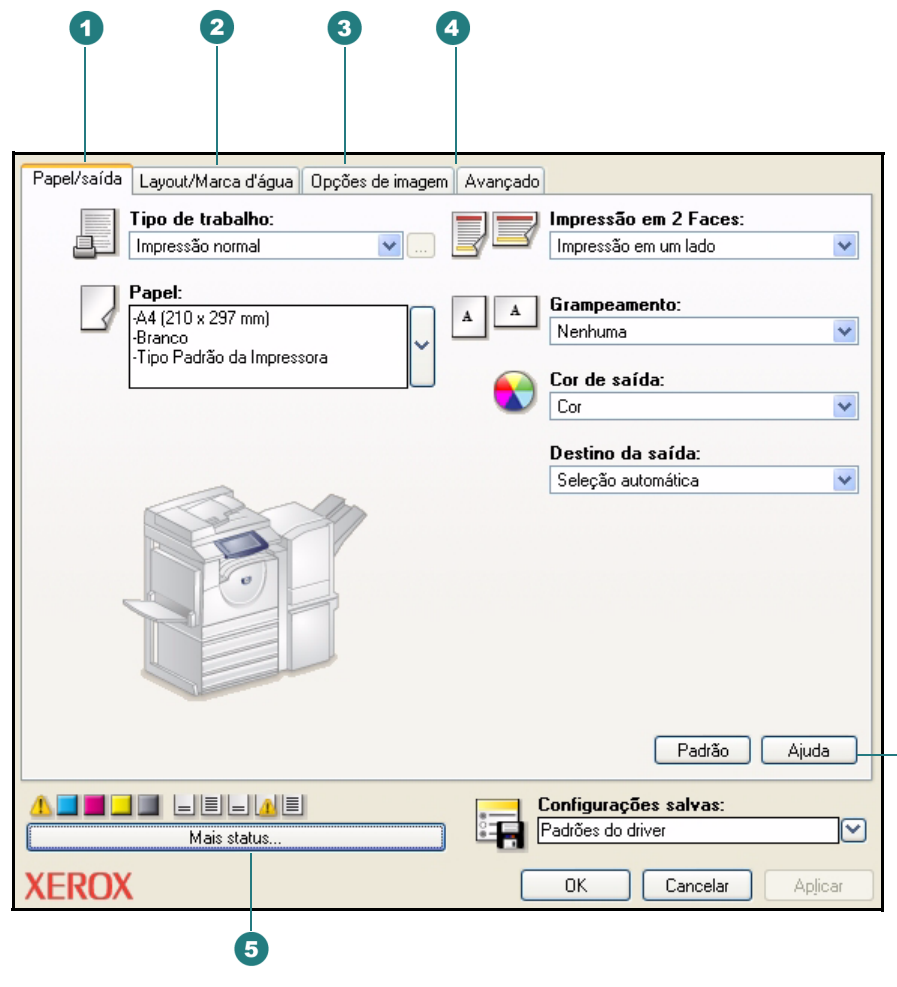 1 2 3 4
Papel/saída Layout/Marca d'água Opções de imagem Avançado
Tipo de trabalho:
Impressão normal
...
Impressão em 2 Faces:
Impressão em um lado
Papel:
-A4 (210 x 297 mm)
-Branco
-Tipo Padrão da Impressora
A A
Grampeamento:
Nenhuma
Cor de saída:
Cor
Destino da saída:
Seleção automática
Padrão Ajuda
Mais status...
Configurações salvas:
Padrões do driver
XEROX
OK Cancelar Aplicar
5